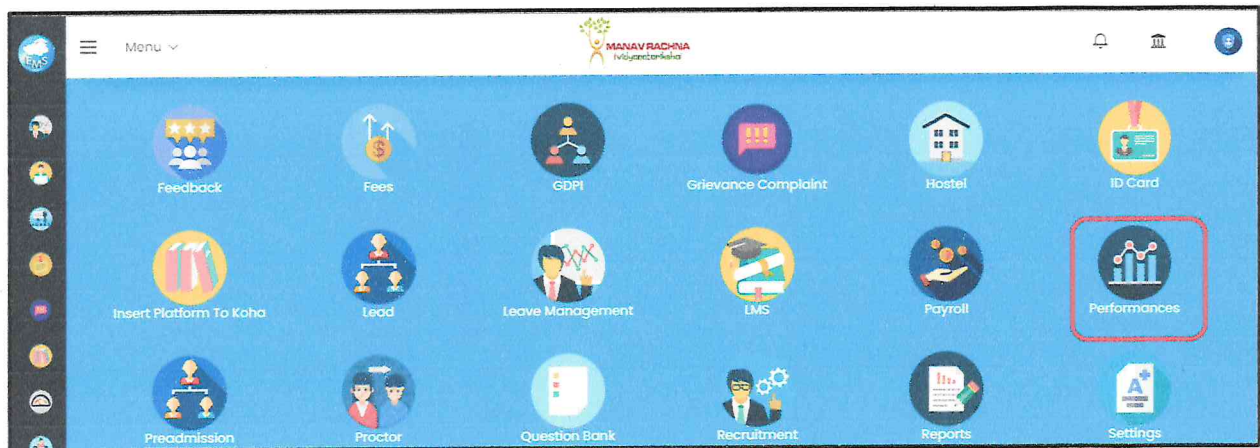 EMS
Menu
MANAV RACHNA
vidyanatariksha
Feedback
Fees
GDPI
Grievance Complaint
Hostel
ID Card
Insert Platform To Koha
Lead
Leave Management
LMS
Payroll
Performances
Preadmission
Proctor
Question Bank
Recruitment
Reports
Settings